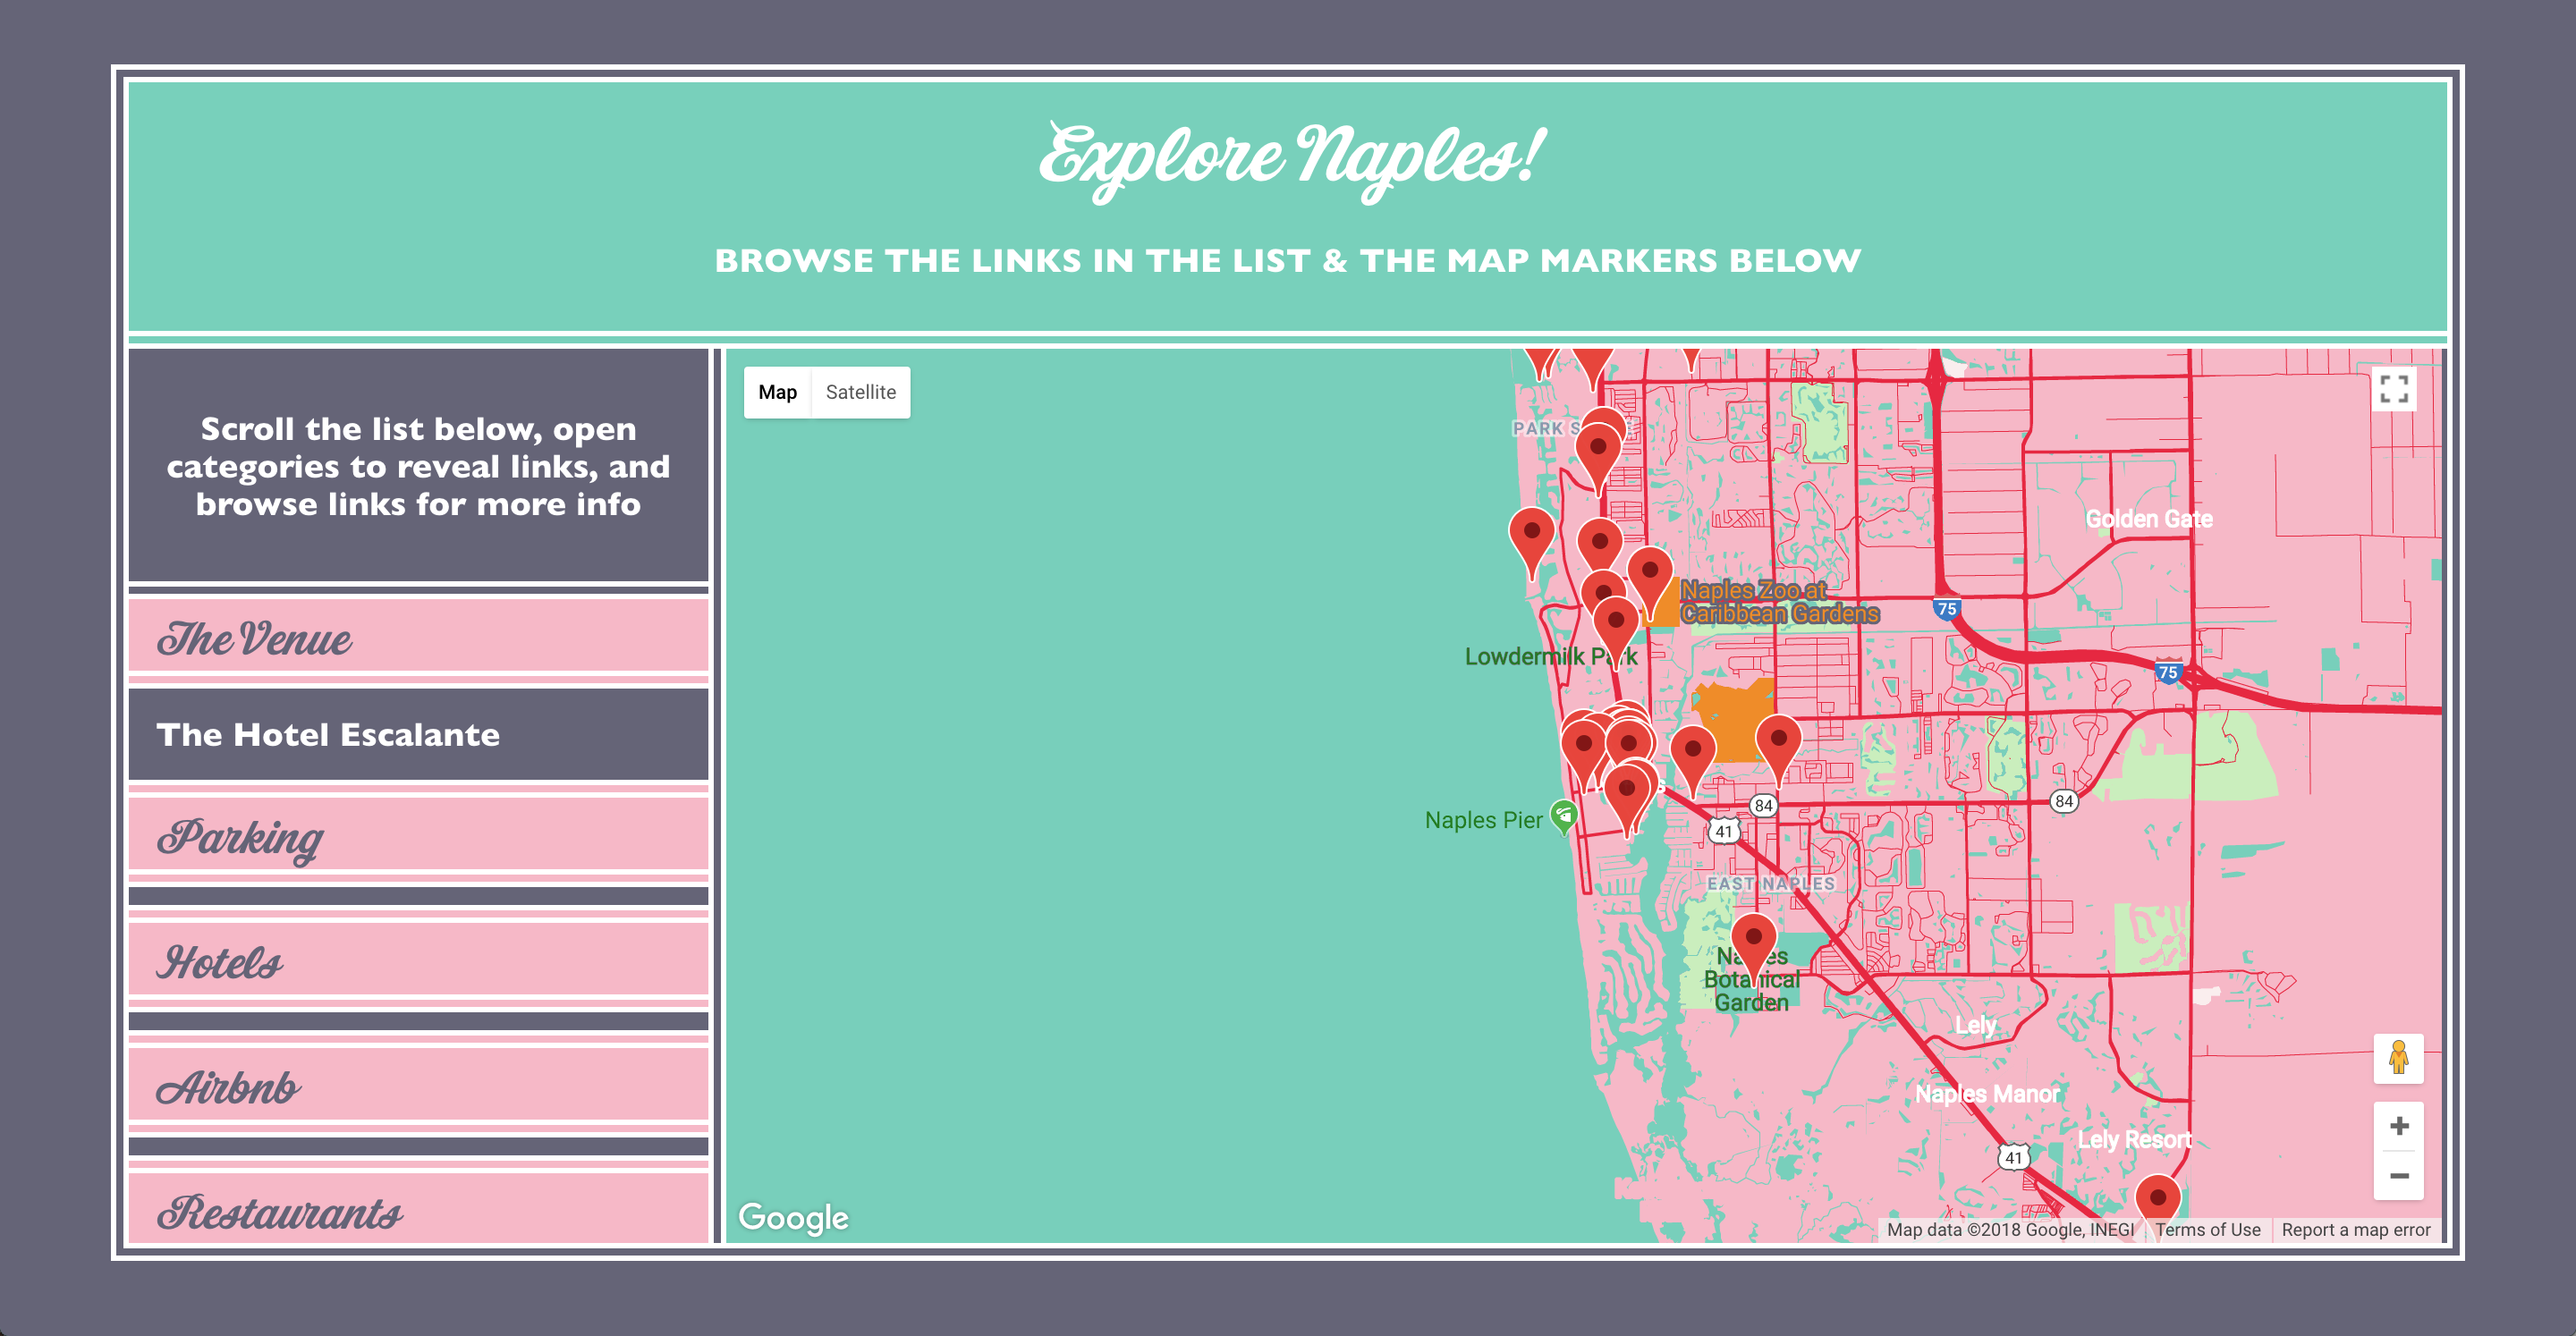 Explore Naples!
BROWSE THE LINKS IN THE LIST & THE MAP MARKERS BELOW
Scroll the list below, open
categories to reveal links, and
browse links for more info
The Venue
The Hotel Escalante
Parking
Hotels
Airbnb
Restaurants
Map
Satellite
PARK S
Golden Gate
Naples Zoo at
Caribbean Gardens
75
Lowdermilk Park
75
84
84
Naples Pier
41
EAST NAPLES
Naples
Botanical
Garden
Lely
Naples Manor
Lely Resort
41
Google
Map data ©2018 Google, INEGI
Terms of Use
Report a map error